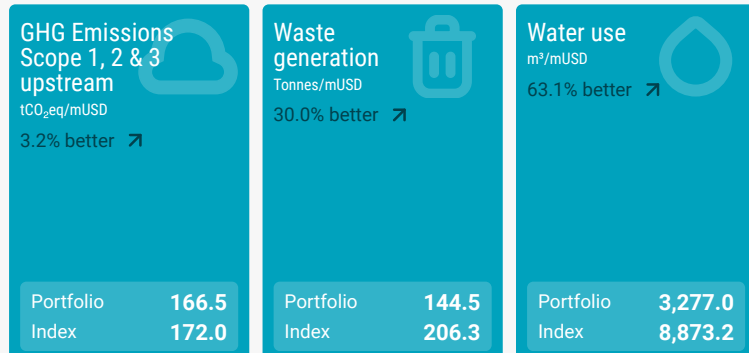 GHG Emissions
Scope 1, 2 & 3
upstream
tCO₂eq/mUSD
3.2% better
Portfolio 166.5
Index 172.0
Waste
generation
Tonnes/mUSD
30.0% better
Portfolio 144.5
Index 206.3
Water use
m³/mUSD
63.1% better
Portfolio 3,277.0
Index 8,873.2